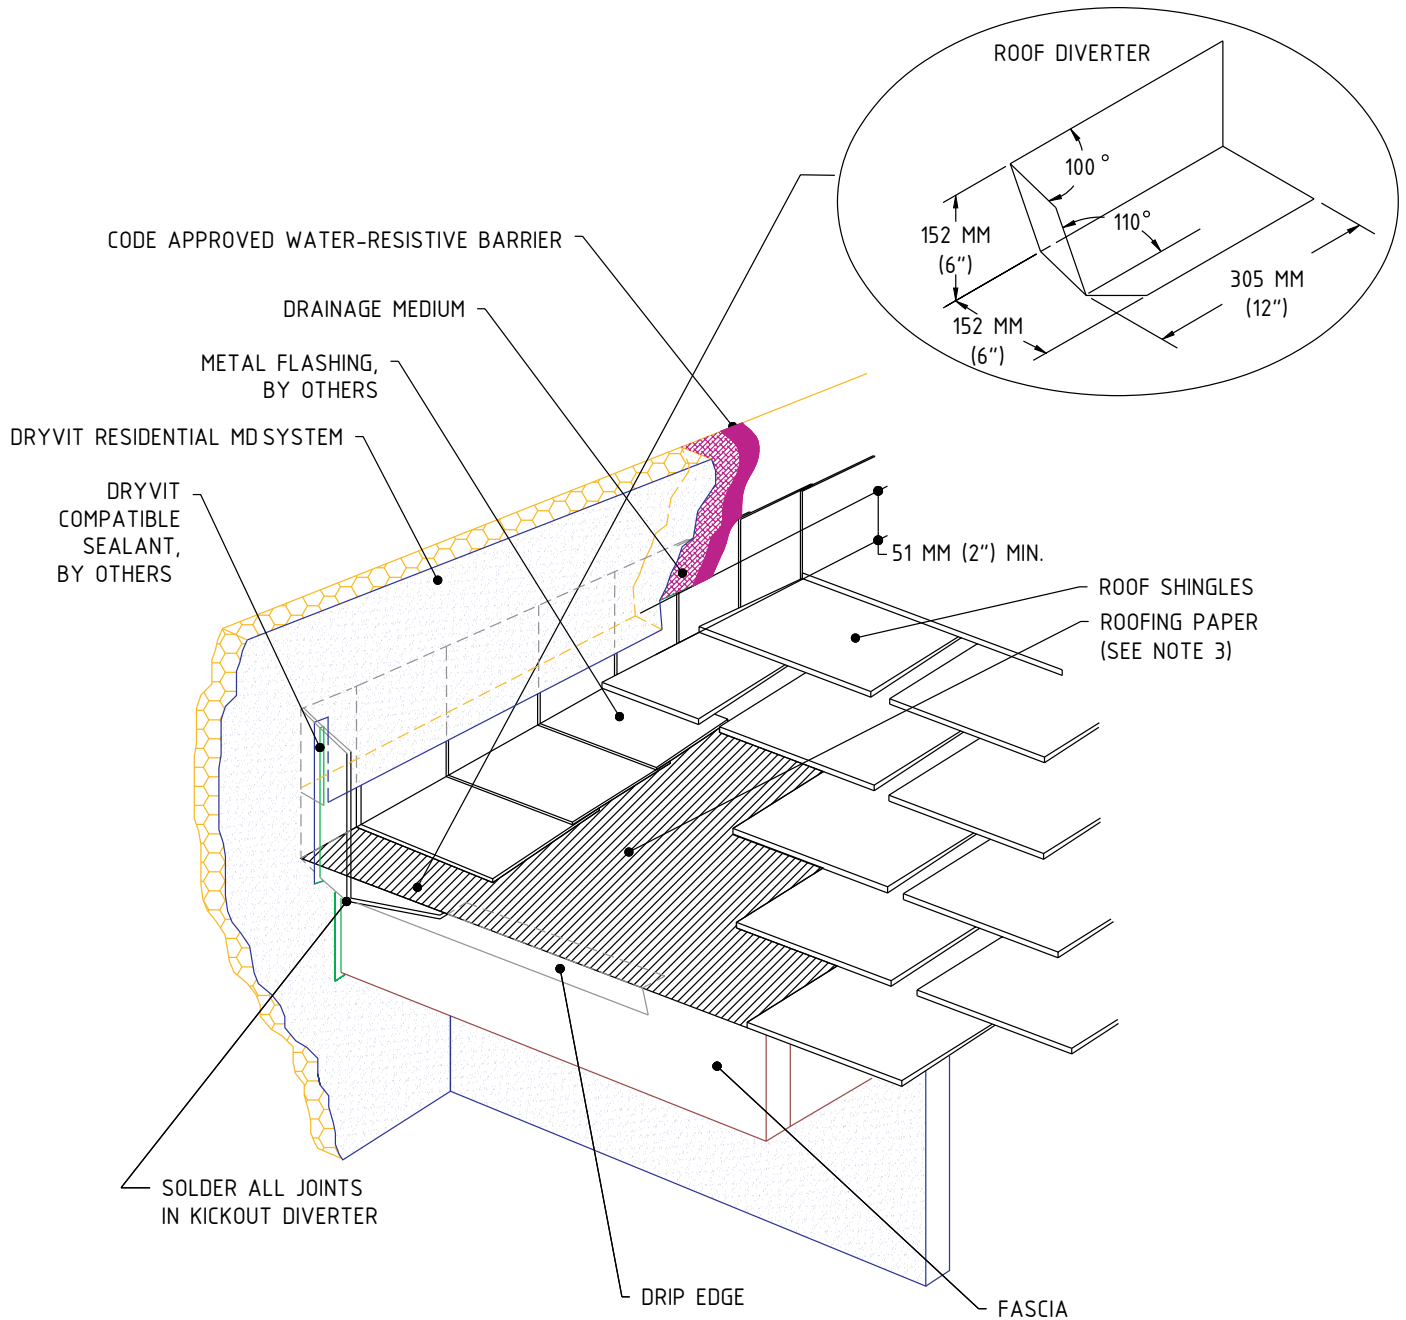 ROOF DIVERTER
100°
110°
152 MM
(6")
152 MM
(6")
305 MM
(12")
CODE APPROVED WATER-RESISTIVE BARRIER
DRAINAGE MEDIUM
METAL FLASHING,
BY OTHERS
DRYVIT RESIDENTIAL MD SYSTEM
DRYVIT
COMPATIBLE
SEALANT,
BY OTHERS
51 MM (2") MIN.
ROOF SHINGLES
ROOFING PAPER
(SEE NOTE 3)
SOLDER ALL JOINTS
IN KICKOUT DIVERTER
DRIP EDGE
FASCIA